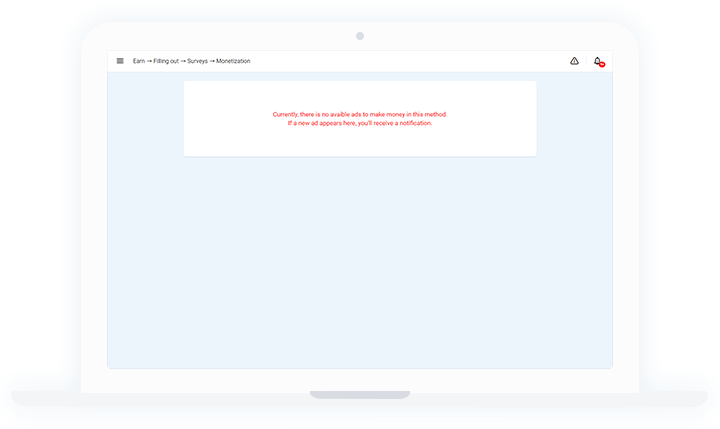 Earn → Filling out → Surveys → Monetization
Currently, there is no avaible ads to make money in this method.
If a new ad appears here, you'll receive a notification.